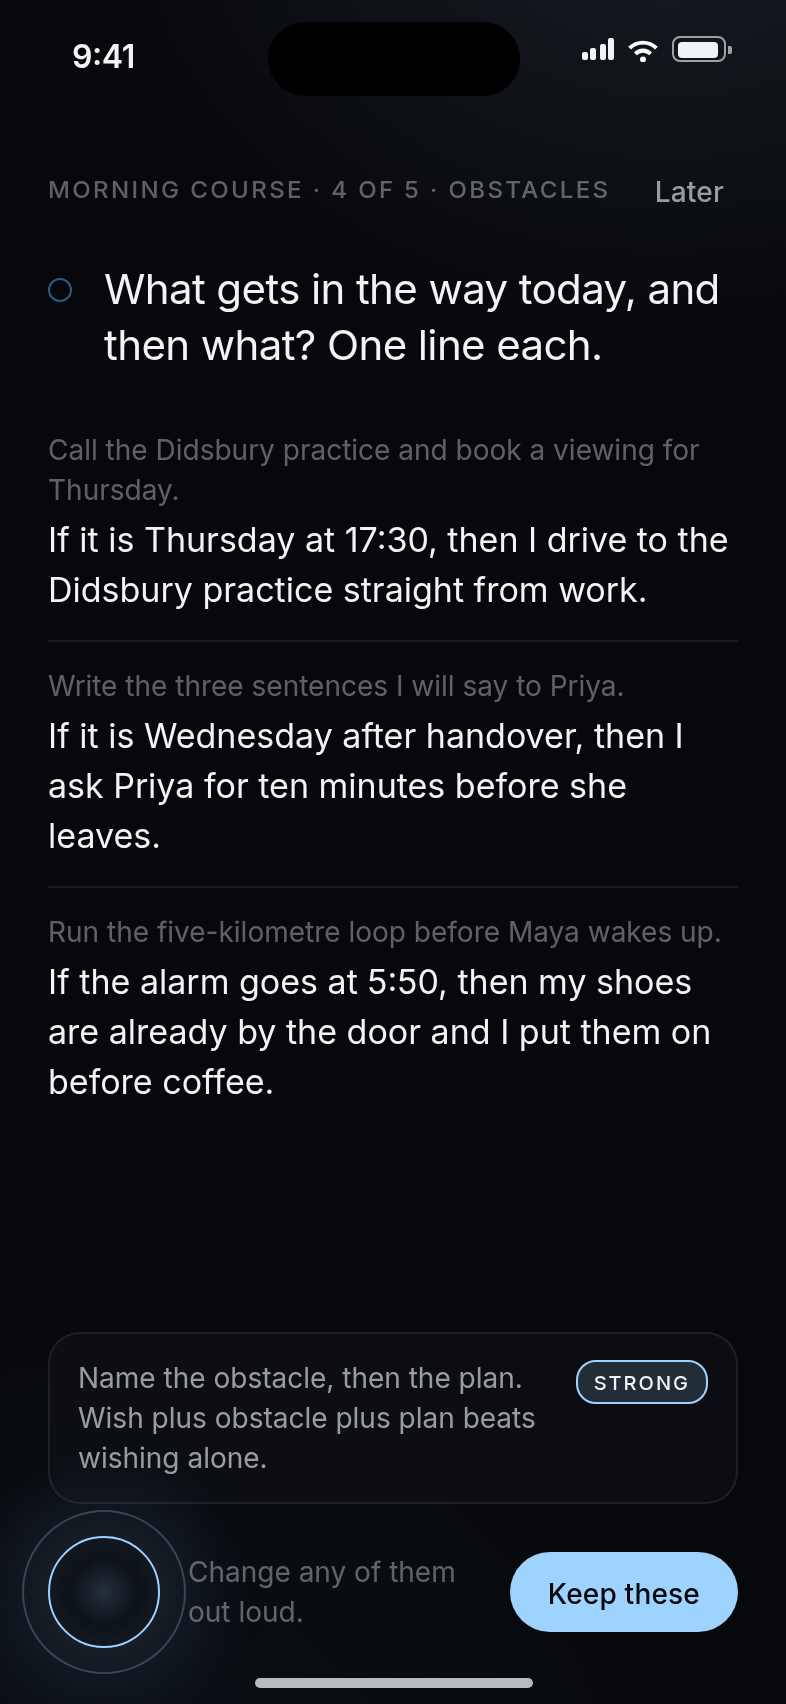 9:41
MORNING COURSE · 4 OF 5 · OBSTACLES
Later
What gets in the way today, and
then what? One line each.
Call the Didsbury practice and book a viewing for
Thursday.
If it is Thursday at 17:30, then I drive to the
Didsbury practice straight from work.
Write the three sentences I will say to Priya.
If it is Wednesday after handover, then I
ask Priya for ten minutes before she
leaves.
Run the five-kilometre loop before Maya wakes up.
If the alarm goes at 5:50, then my shoes
are already by the door and I put them on
before coffee.
Name the obstacle, then the plan.
Wish plus obstacle plus plan beats
wishing alone.
STRONG
Change any of them
out loud.
Keep these